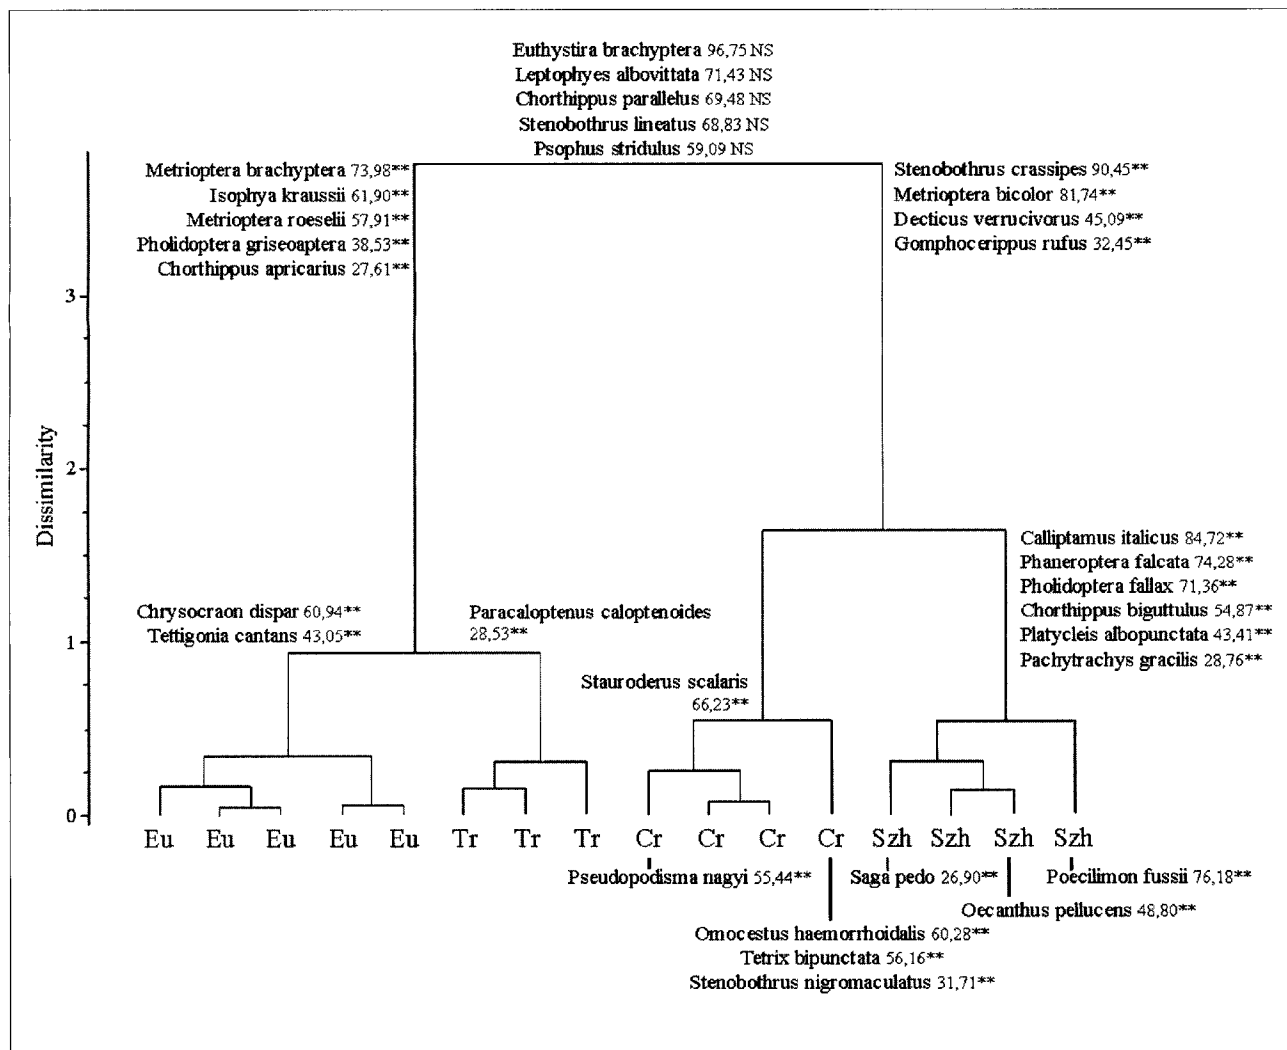 Euthystira brachyptera 96,75 NS
Leptophyes albovittata 71,43 NS
Chorthippus parallelus 69,48 NS
Stenobothrus lineatus 68,83 NS
Psophus stridulus 59,09 NS
Metrioptera brachyptera 73,98**
Isophya kraussii 61,90**
Metrioptera roeselii 57,91**
Pholidoptera griseoaptera 38,53**
Chorthippus apricarius 27,61**
Stenobothrus crassipes 90,45**
Metrioptera bicolor 81,74**
Decticus verrucivorus 45,09**
Gomphocerippus rufus 32,45**
3
2
1
0
Dissimilarity
Calliptamus italicus 84,72**
Phaneroptera falcata 74,28**
Pholidoptera fallax 71,36**
Chorthippus biguttulus 54,87**
Platycleis albopunctata 43,41**
Pachytrachys gracilis 28,76**
Chrysocraon dispar 60,94**
Tettigonia cantans 43,05**
Paracaloptenus caloptenoides
28,53**
Stauroderus scalaris
66,23**
Eu Eu Eu Eu Eu Tr Tr Tr Cr Cr Cr Cr Szh Szh Szh Szh
Pseudopodisma nagyi 55,44**
Saga pedo 26,90**
Poecilimon fussii 76,18**
Oecanthus pellucens 48,80**
Omocestus haemorrhoidalis 60,28**
Tetrix bipunctata 56,16**
Stenobothrus nigromaculatus 31,71**